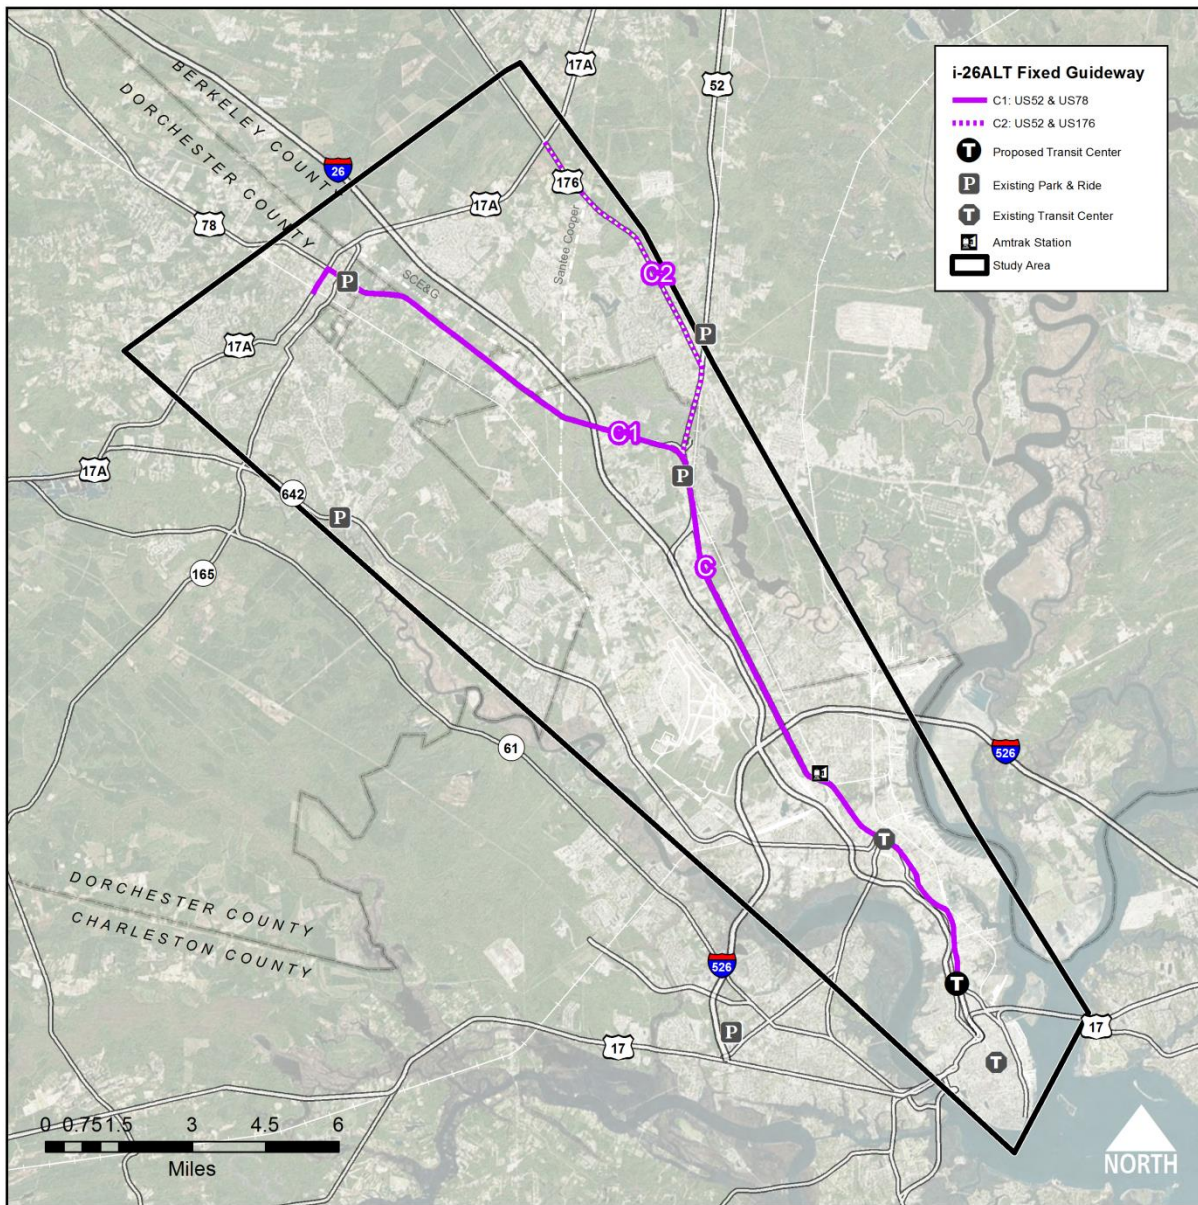 17A
52
BERKELEY COUNTY
DORCHESTER COUNTY
26
176
17A
78
Santee Cooper
SCE&G
C2
P
P
17A
C1
P
17A
642
P
C
165
61
526
T
DORCHESTER COUNTY
CHARLESTON COUNTY
526
T
P
17
17
T
i-26ALT Fixed Guideway
C1: US52 & US78
C2: US52 & US176
T Proposed Transit Center
P Existing Park & Ride
T Existing Transit Center
Amtrak Station
Study Area
0 0.75 1.5 3 4.5 6
Miles
NORTH